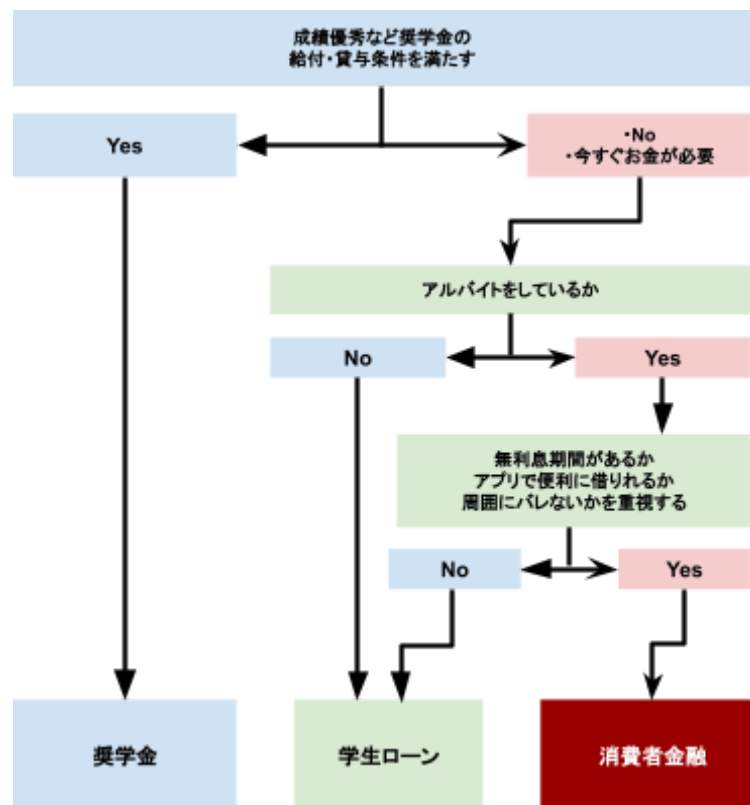 成績優秀など奨学金の
給付・貸与条件を満たす
Yes
・No
・今すぐお金が必要
アルバイトをしているか
No
Yes
無利息期間があるか
アプリで便利に借りれるか
周囲にバレないかを重視する
No
Yes
奨学金
学生ローン
消費者金融